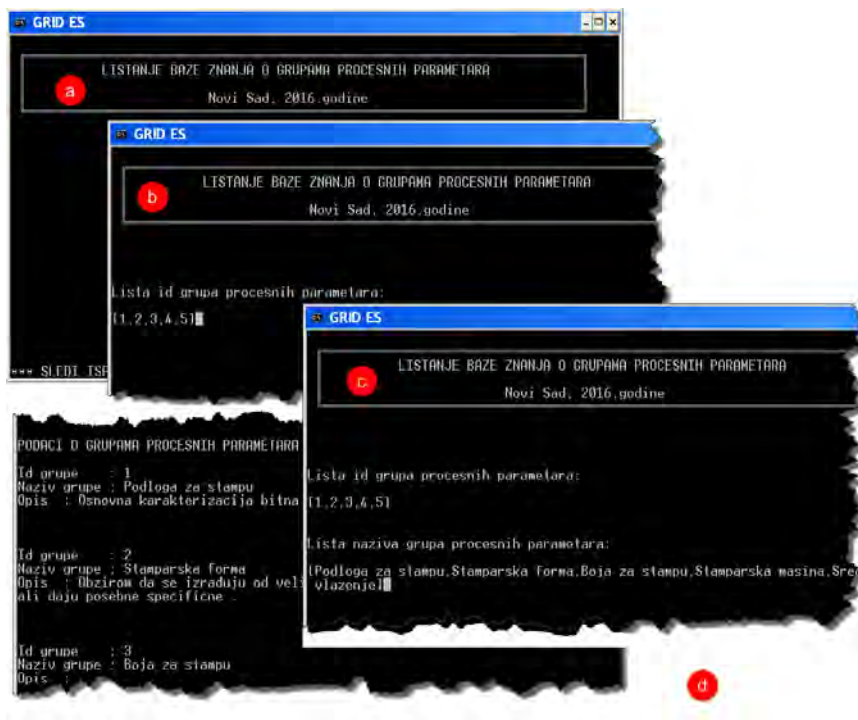 GRID ES
LISTANJE BAZE ZNANJA O GRUPAMA PROCESNIH PARAMETARA
a
Novi Sad, 2016.godine
*** SLEDI ISP
GRID ES
LISTANJE BAZE ZNANJA O GRUPAMA PROCESNIH PARAMETARA
b
Novi Sad, 2016.godine
Lista id grupa procesnih parametara:
[1,2,3,4,5]
GRID ES
LISTANJE BAZE ZNANJA O GRUPAMA PROCESNIH PARAMETARA
c
Novi Sad, 2016.godine
Lista id grupa procesnih parametara:
[1,2,3,4,5]
Lista naziva grupa procesnih parametara:
[Podloga za stampu,Stamparska forma,Boja za stampu,Stamparska masina,Sre
vlazenje]
PODACI O GRUPAMA PROCESNIH PARAMETARA
Id grupe : 1
Naziv grupe : Podloga za stampu
Opis : Osnovna karakterizacija bitna
Id grupe : 2
Naziv grupe : Stamparska forma
Opis : Obzirom da se izradjuju od veli
ali daju posebne specificne .
Id grupe : 3
Naziv grupe : Boja za stampu
Opis :
d